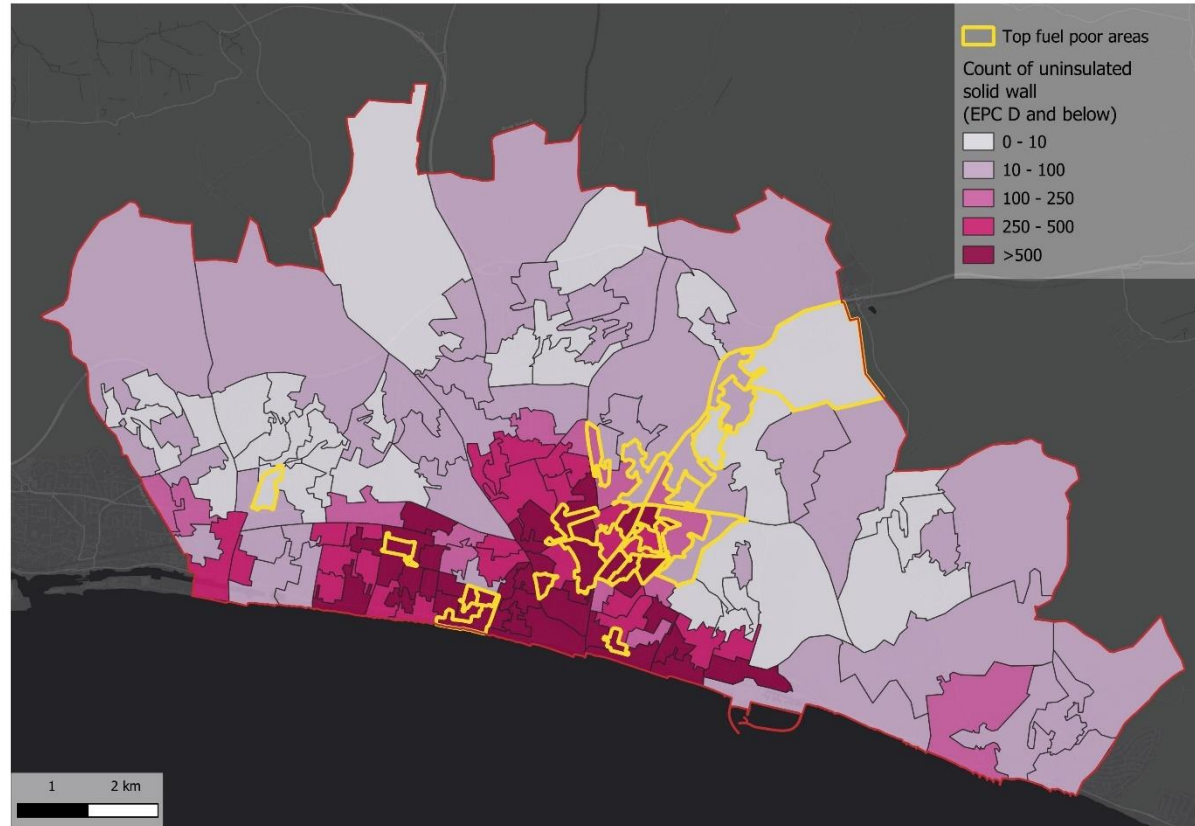 Top fuel poor areas
Count of uninsulated
solid wall
(EPC D and below)
0 - 10
10 - 100
100 - 250
250 - 500
>500
1 2 km